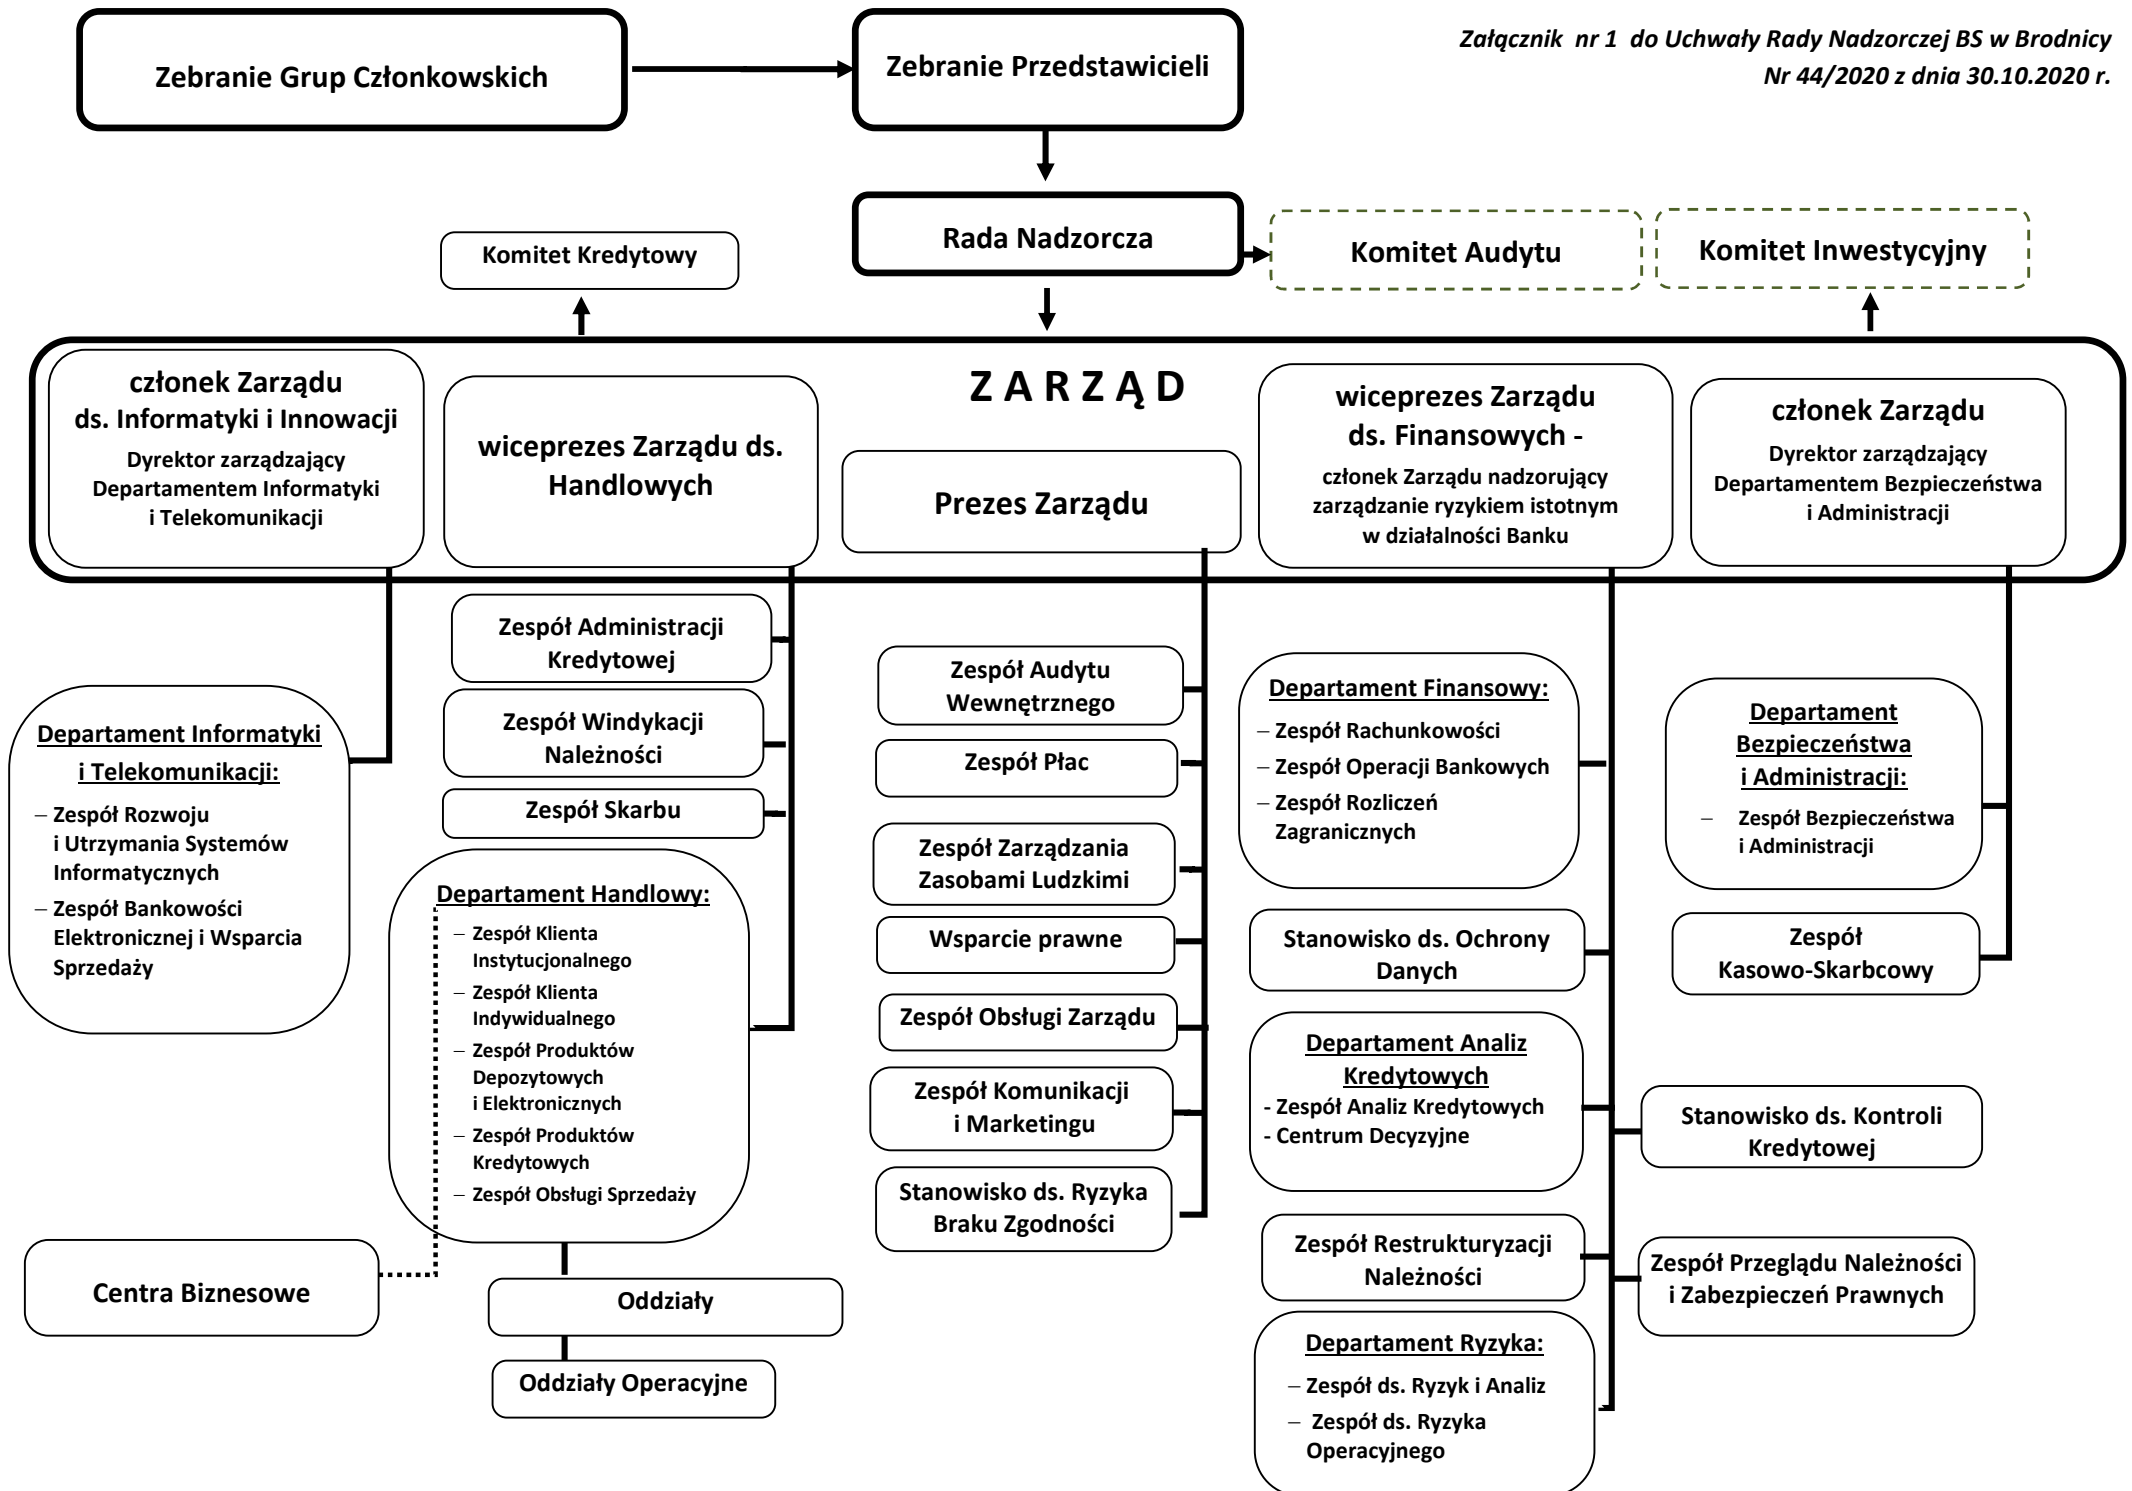 Załącznik nr 1 do Uchwały Rady Nadzorczej BS w Brodnicy
Nr 44/2020 z dnia 30.10.2020 r.
Zebranie Grup Członkowskich
Zebranie Przedstawicieli
Rada Nadzorcza
Komitet Kredytowy
Komitet Audytu
Komitet Inwestycyjny
Z A R Z Ą D
członek Zarządu
ds. Informatyki i Innowacji
Dyrektor zarządzający
Departamentem Informatyki
i Telekomunikacji
wiceprezes Zarządu ds.
Handlowych
Prezes Zarządu
wiceprezes Zarządu
ds. Finansowych -
członek Zarządu nadzorujący
zarządzanie ryzykiem istotnym
w działalności Banku
członek Zarządu
Dyrektor zarządzający
Departamentem Bezpieczeństwa
i Administracji
Departament Informatyki
i Telekomunikacji:
– Zespół Rozwoju
i Utrzymania Systemów
Informatycznych
– Zespół Bankowości
Elektronicznej i Wsparcia
Sprzedaży
Zespół Administracji
Kredytowej
Zespół Windykacji
Należności
Zespół Skarbu
Departament Handlowy:
– Zespół Klienta
Instytucjonalnego
– Zespół Klienta
Indywidualnego
– Zespół Produktów
Depozytowych
i Elektronicznych
– Zespół Produktów
Kredytowych
– Zespół Obsługi Sprzedaży
Centra Biznesowe
Oddziały
Oddziały Operacyjne
Zespół Audytu
Wewnętrznego
Zespół Płac
Zespół Zarządzania
Zasobami Ludzkimi
Wsparcie prawne
Zespół Obsługi Zarządu
Zespół Komunikacji
i Marketingu
Stanowisko ds. Ryzyka
Braku Zgodności
Departament Finansowy:
– Zespół Rachunkowości
– Zespół Operacji Bankowych
– Zespół Rozliczeń
Zagranicznych
Stanowisko ds. Ochrony
Danych
Departament Analiz
Kredytowych
- Zespół Analiz Kredytowych
- Centrum Decyzyjne
Zespół Restrukturyzacji
Należności
Departament Ryzyka:
– Zespół ds. Ryzyk i Analiz
– Zespół ds. Ryzyka
Operacyjnego
Departament
Bezpieczeństwa
i Administracji:
– Zespół Bezpieczeństwa
i Administracji
Zespół
Kasowo-Skarbcowy
Stanowisko ds. Kontroli
Kredytowej
Zespół Przeglądu Należności
i Zabezpieczeń Prawnych